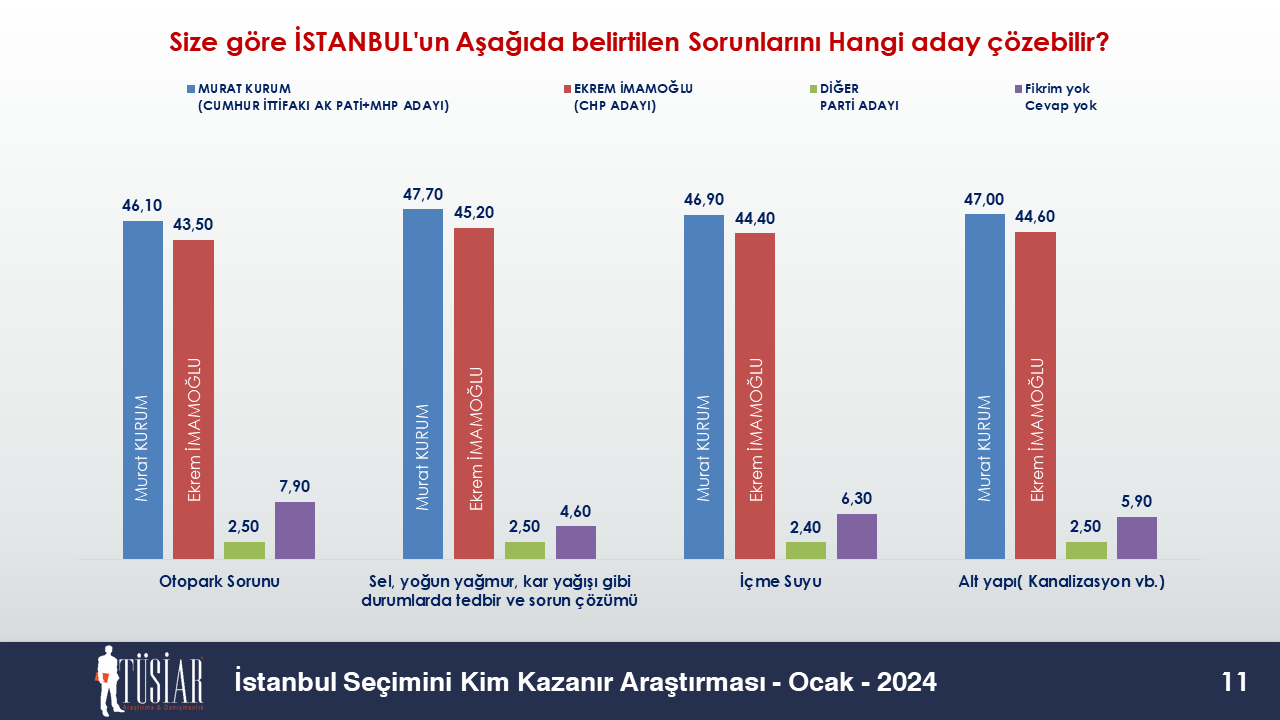 Size göre İSTANBUL'un Aşağıda belirtilen Sorunlarını Hangi aday çözebilir?
MURAT KURUM
(CUMHUR İTTİFAKI AK PATİ+MHP ADAYI)
EKREM İMAMOĞLU
(CHP ADAYI)
DİĞER
PARTİ ADAYI
Fikrim yok
Cevap yok
46,10
43,50
2,50
7,90
Murat KURUM
Ekrem İMAMOĞLU
Otopark Sorunu
47,70
45,20
2,50
4,60
Murat KURUM
Ekrem İMAMOĞLU
Sel, yoğun yağmur, kar yağışı gibi
durumlarda tedbir ve sorun çözümü
46,90
44,40
2,40
6,30
Murat KURUM
Ekrem İMAMOĞLU
İçme Suyu
47,00
44,60
2,50
5,90
Murat KURUM
Ekrem İMAMOĞLU
Alt yapı( Kanalizasyon vb.)
TÜSİAR
Araştırma & Danışmanlık
İstanbul Seçimini Kim Kazanır Araştırması - Ocak - 2024
11